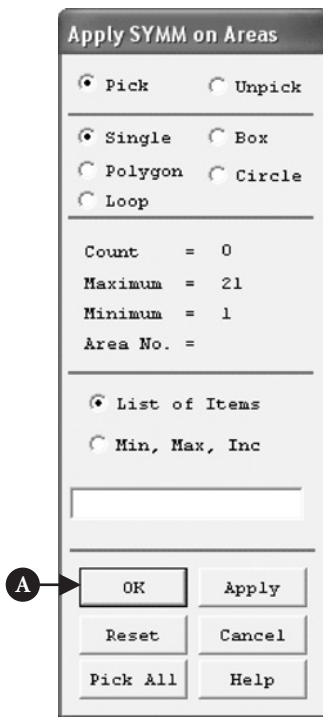 Apply SYMM on Areas
Pick Unpick
Single Box
Polygon Circle
Loop
Count = 0
Maximum = 21
Minimum = 1
Area No. =
List of Items
Min, Max, Inc
A OK Apply
Reset Cancel
Pick All Help